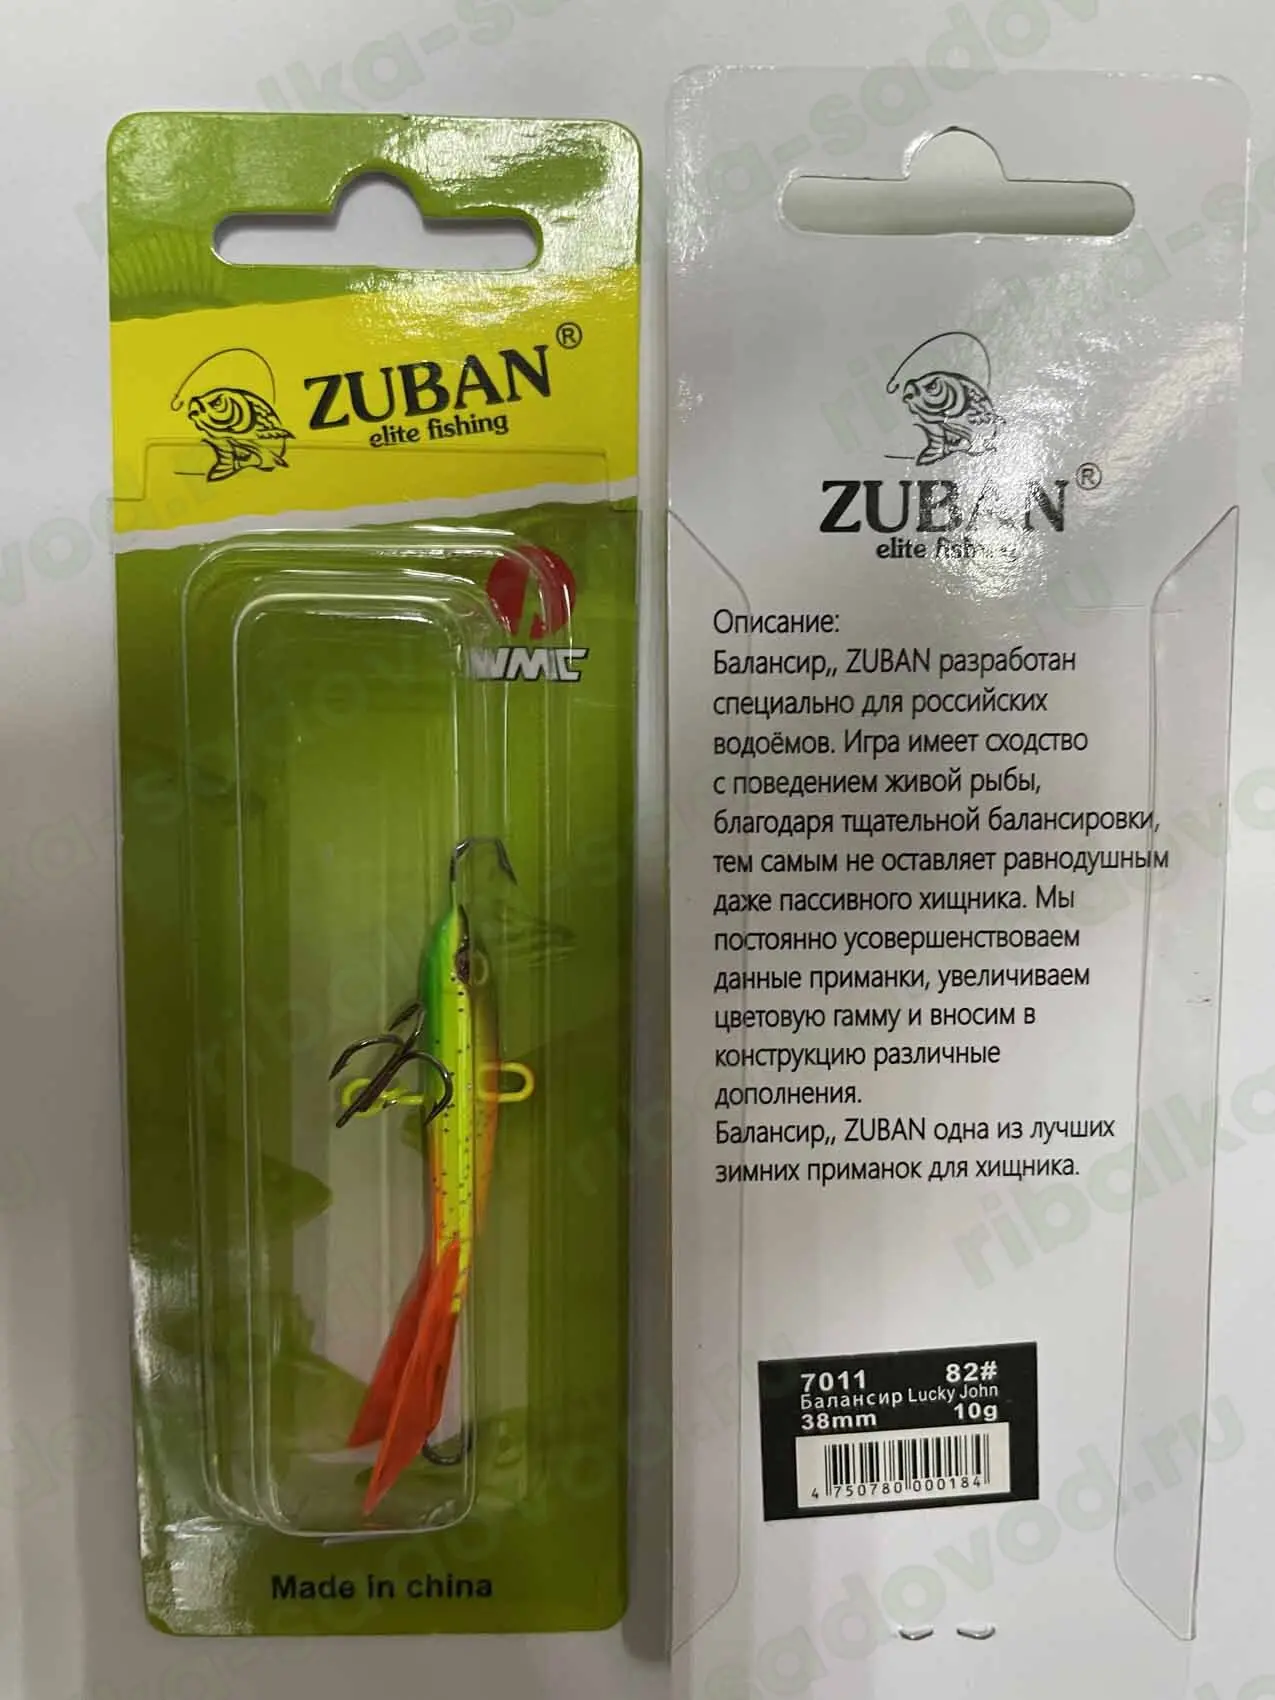 ZUBAN®
elite fishing
WMC
Made in china
ZUBAN®
elite fishing
Описание:
Балансир,, ZUBAN разработан
специально для российских
водоёмов. Игра имеет сходство
с поведением живой рыбы,
благодаря тщательной балансировки,
тем самым не оставляет равнодушным
даже пассивного хищника. Мы
постоянно усовершенствоваем
данные приманки, увеличиваем
цветовую гамму и вносим в
конструкцию различные
дополнения.
Балансир,, ZUBAN одна из лучших
зимних приманок для хищника.
7011 82#
Балансир Lucky John
38mm 10g
4 750780 000184
ribalka-sadovod.ru